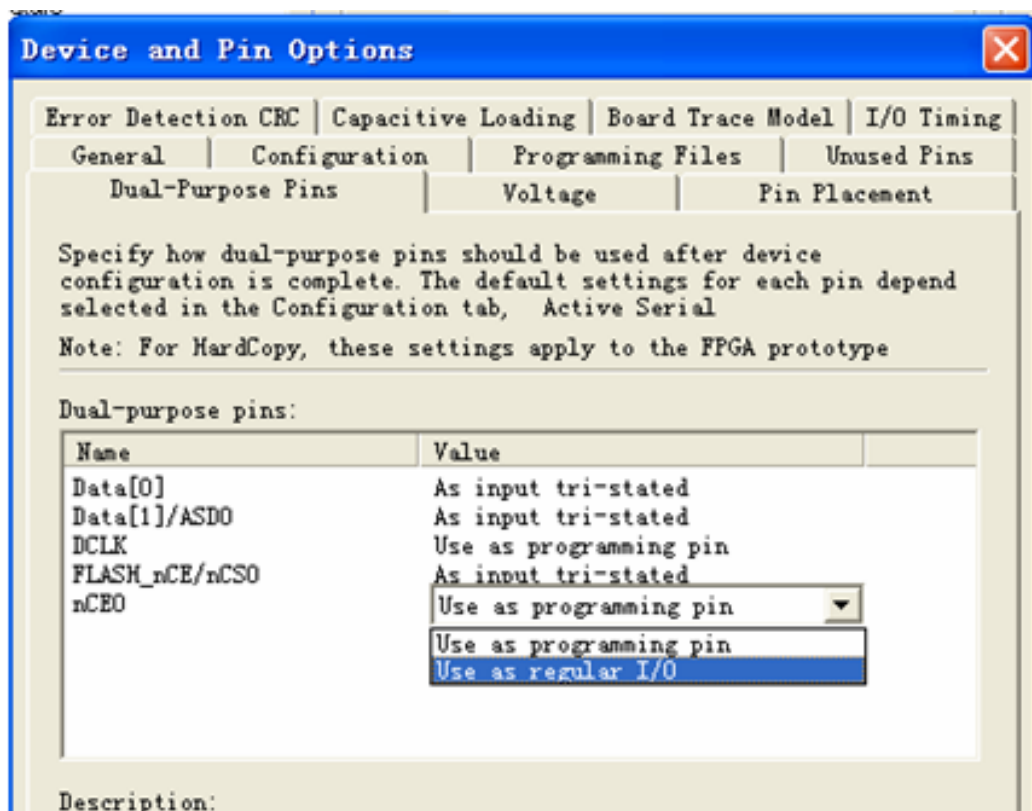 Device and Pin Options
Error Detection CRC Capacitive Loading Board Trace Model I/O Timing
General Configuration Programming Files Unused Pins
Dual-Purpose Pins Voltage Pin Placement
Specify how dual-purpose pins should be used after device
configuration is complete. The default settings for each pin depend
selected in the Configuration tab, Active Serial
Note: For HardCopy, these settings apply to the FPGA prototype
Dual-purpose pins:
Name Value
Data[0] As input tri-stated
Data[1]/ASDO As input tri-stated
DCLK Use as programming pin
FLASH_nCE/nCSO As input tri-stated
nCEO Use as programming pin
Use as programming pin
Use as regular I/O
Description: